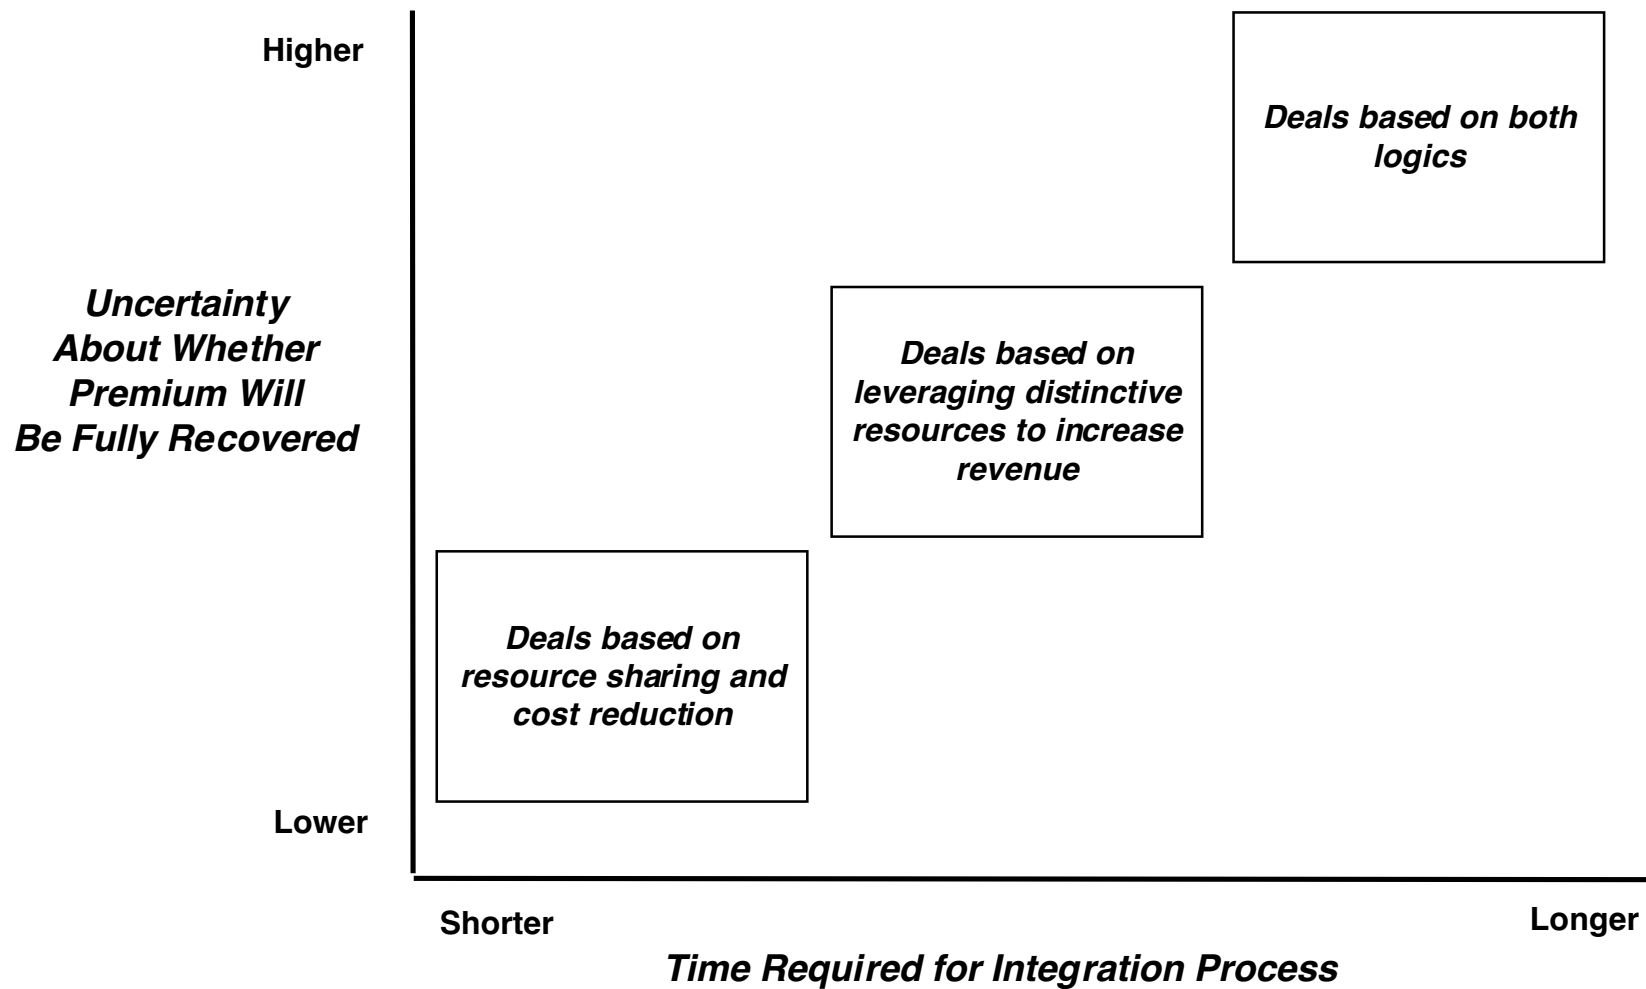 Higher
Deals based on both
logics
Uncertainty
About Whether
Premium Will
Be Fully Recovered
Deals based on
leveraging distinctive
resources to increase
revenue
Deals based on
resource sharing and
cost reduction
Lower
Shorter
Longer
Time Required for Integration Process